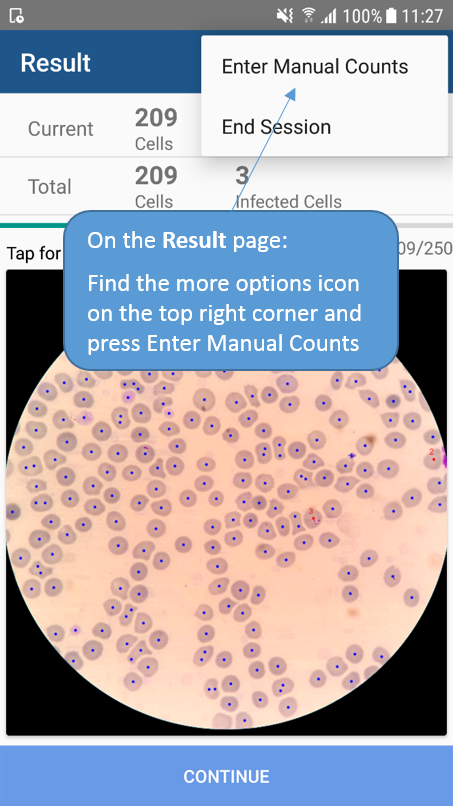 100% 11:27
Result
Enter Manual Counts
End Session
Current
209
Cells
Total
209
Cells
3
Infected Cells
Tap for
09/250
On the Result page:
Find the more options icon
on the top right corner and
press Enter Manual Counts
2
3
CONTINUE